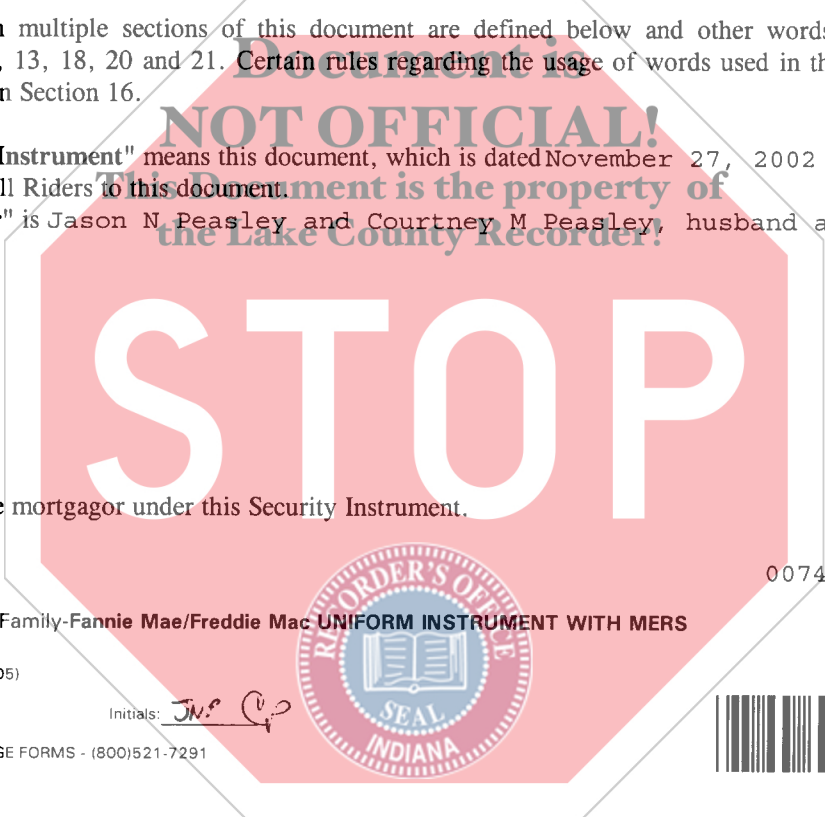 n multiple sections of this document are defined below and other words
, 13, 18, 20 and 21. Certain rules regarding the usage of words used in th
n Section 16.
Document is
NOT OFFICIAL!
This Document is the property of
the Lake County Recorder!
Instrument" means this document, which is dated November 27, 2002
ll Riders to this document.
" is Jason N Peasley and Courtney M Peasley, husband a
STOP
e mortgagor under this Security Instrument.
0074
Family-Fannie Mae/Freddie Mac UNIFORM INSTRUMENT WITH MERS
05)
Initials: JNP CMP
GE FORMS - (800)521-7291
RECORDER'S OFFICE
SEAL
INDIANA